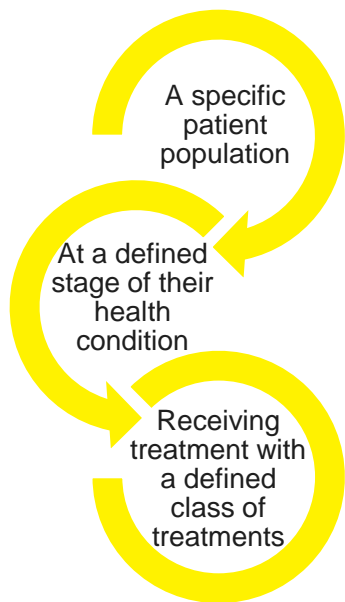 A specific
patient
population
At a defined
stage of their
health
condition
Receiving
treatment with
a defined
class of
treatments